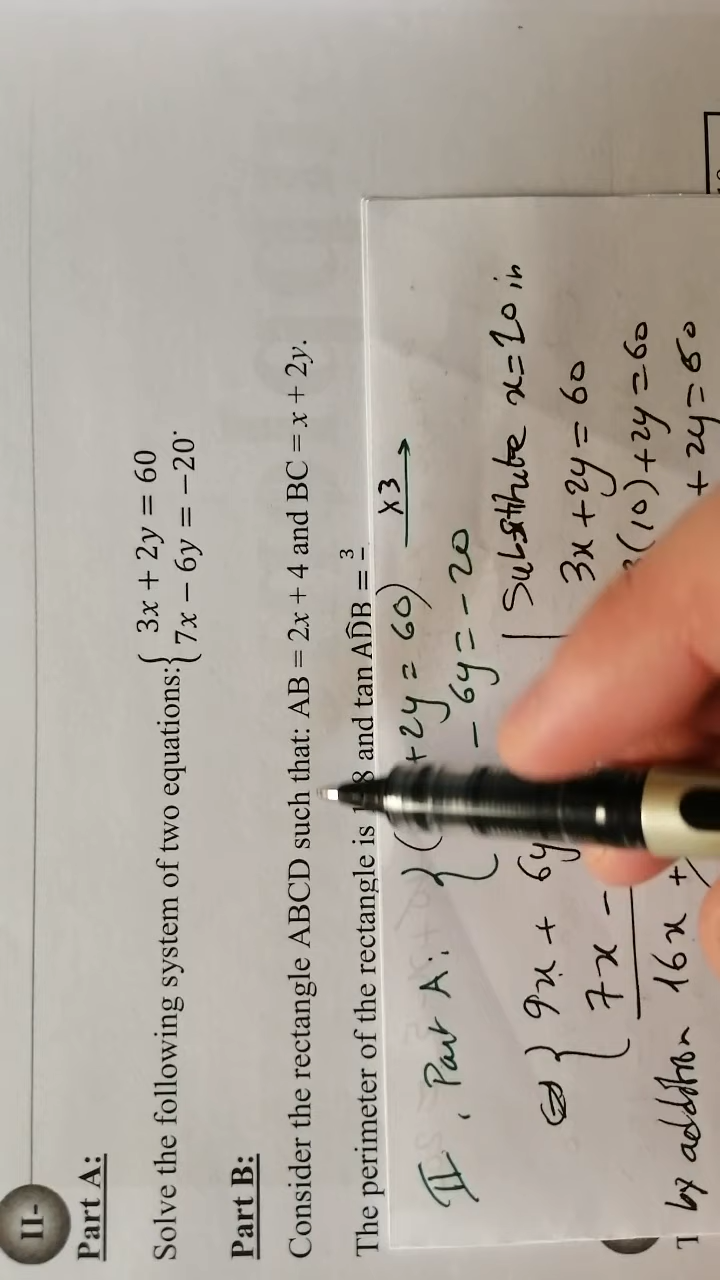 II-
Part A:
Solve the following system of two equations: { 3x + 2y = 60
7x − 6y = −20 .
Part B:
Consider the rectangle ABCD such that: AB = 2x + 4 and BC = x + 2y.
The perimeter of the rectangle is and tan ADB = 3
II. Part A: { ( +2y = 60) ×3
- 6y = -20
⇔ { 9x + 6y
7x -
by addition 16x +
Substitute x=10 in
3x + 2y = 60
(10) + 2y = 60
+ 2y = 60